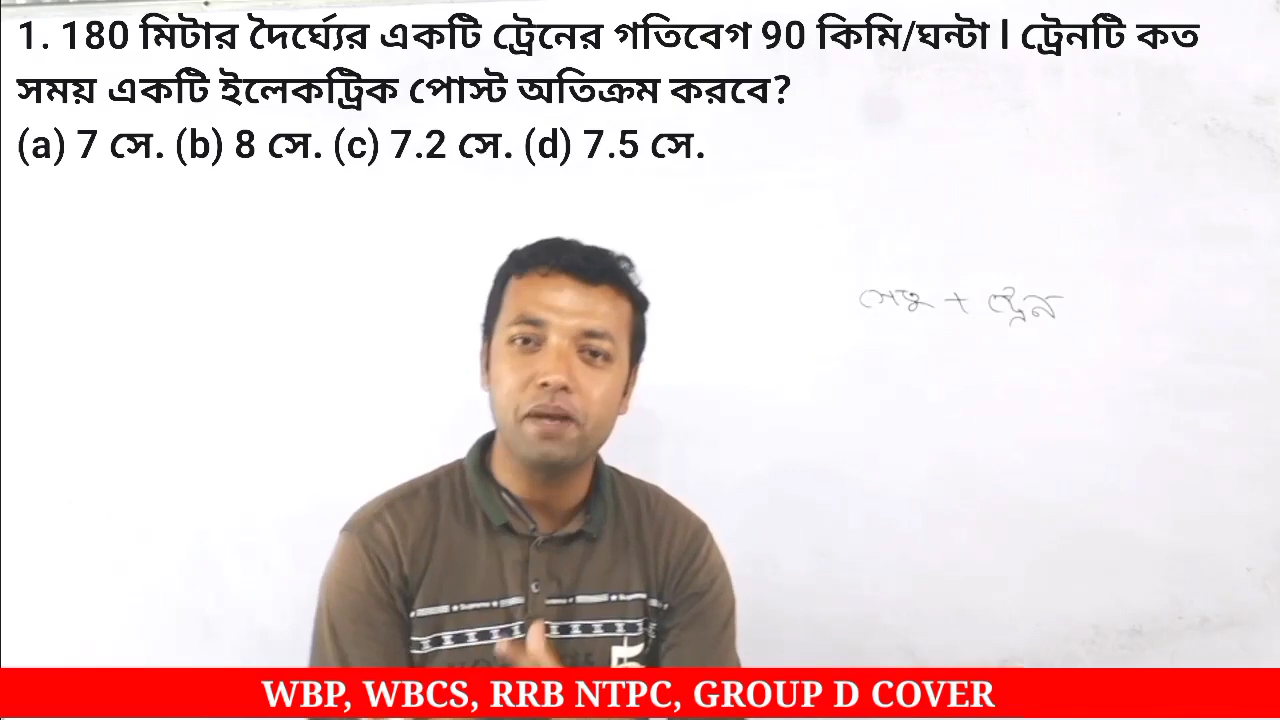 1. 180 মিটার দৈর্ঘ্যের একটি ট্রেনের গতিবেগ 90 কিমি/ঘন্টা l ট্রেনটি কত
সময় একটি ইলেকট্রিক পোস্ট অতিক্রম করবে?
(a) 7 সে. (b) 8 সে. (c) 7.2 সে. (d) 7.5 সে.
সেতু + ট্রেন
WBP, WBCS, RRB NTPC, GROUP D COVER